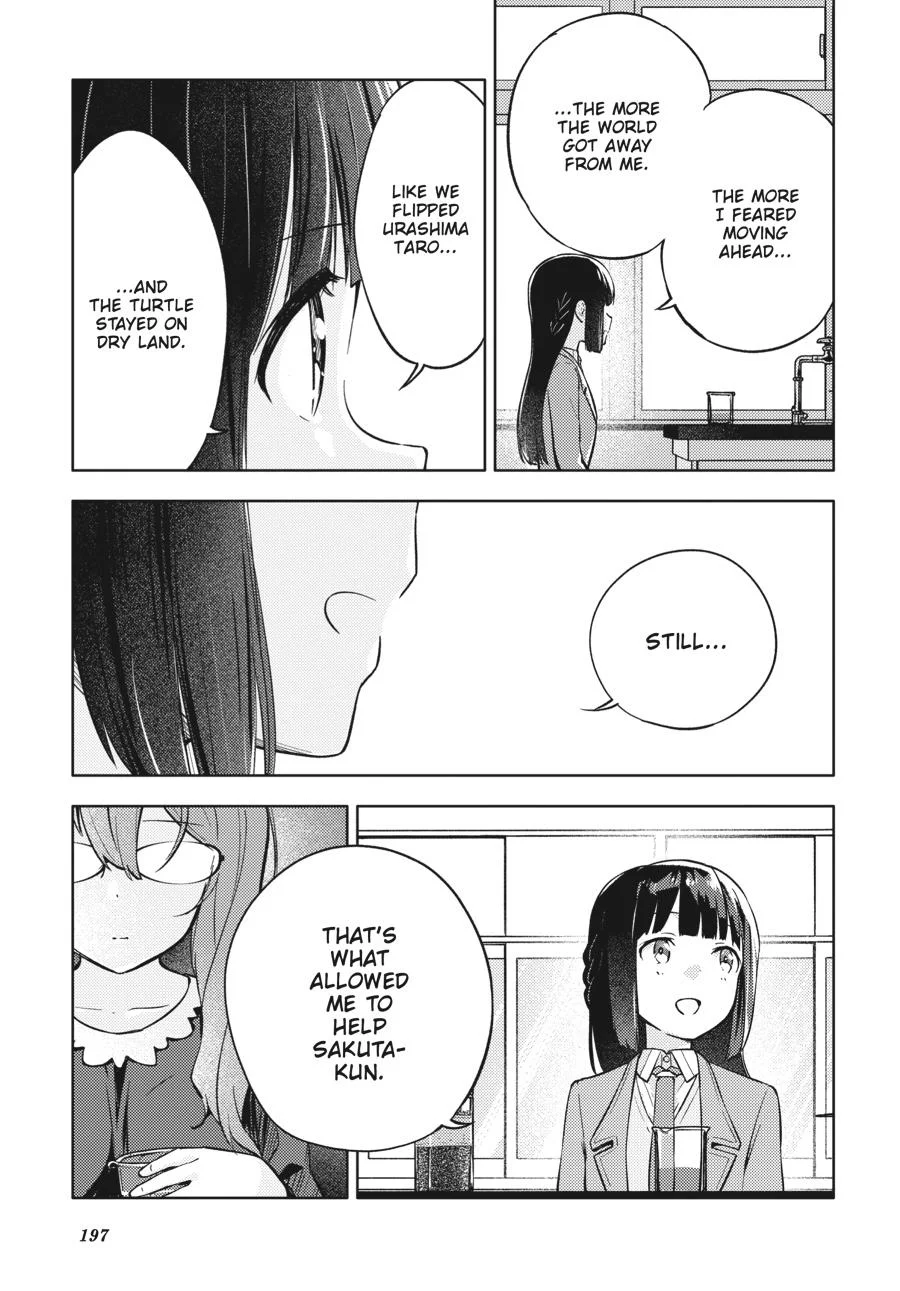 THE MORE
I FEARED
MOVING
AHEAD...
...THE MORE
THE WORLD
GOT AWAY
FROM ME.
LIKE WE
FLIPPED
URASHIMA
TARO...
...AND
THE TURTLE
STAYED ON
DRY LAND.
STILL...
THAT'S
WHAT
ALLOWED
ME TO
HELP
SAKUTA-
KUN.
197